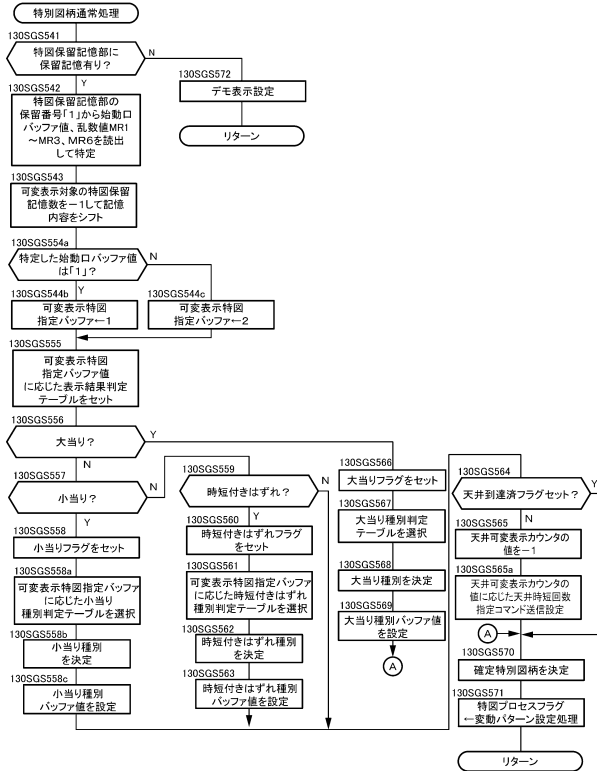 特別図柄通常処理
130SGS541
特図保留記憶部に
保留記憶有り？
N
Y
130SGS572
デモ表示設定
リターン
130SGS542
特図保留記憶部の
保留番号「1」から始動口
バッファ値、乱数値MR1
～MR3、MR6を読出
して特定
130SGS543
可変表示対象の特図保留
記憶数を－1して記憶
内容をシフト
130SGS554a
特定した始動口バッファ値
は「1」？
N
Y
130SGS544b
可変表示特図
指定バッファ←1
130SGS544c
可変表示特図
指定バッファ←2
130SGS555
可変表示特図
指定バッファ値
に応じた表示結果判定
テーブルをセット
130SGS556
大当り？
Y
N
130SGS557
小当り？
N
Y
130SGS558
小当りフラグをセット
130SGS558a
可変表示特図指定バッファ
に応じた小当り
種別判定テーブルを選択
130SGS558b
小当り種別
を決定
130SGS558c
小当り種別
バッファ値を設定
130SGS559
時短付きはずれ？
N
Y
130SGS560
時短付きはずれフラグ
をセット
130SGS561
可変表示特図指定バッファ
に応じた時短付きはずれ
種別判定テーブルを選択
130SGS562
時短付きはずれ種別
を決定
130SGS563
時短付きはずれ種別
バッファ値を設定
130SGS566
大当りフラグをセット
130SGS567
大当り種別判定
テーブルを選択
130SGS568
大当り種別を決定
130SGS569
大当り種別バッファ値
を設定
A
130SGS564
天井到達済フラグセット？
Y
N
130SGS565
天井可変表示カウンタの
値を－1
130SGS565a
天井可変表示カウンタの
値に応じた天井時短回数
指定コマンド送信設定
A
130SGS570
確定特別図柄を決定
130SGS571
特図プロセスフラグ
←変動パターン設定処理
リターン